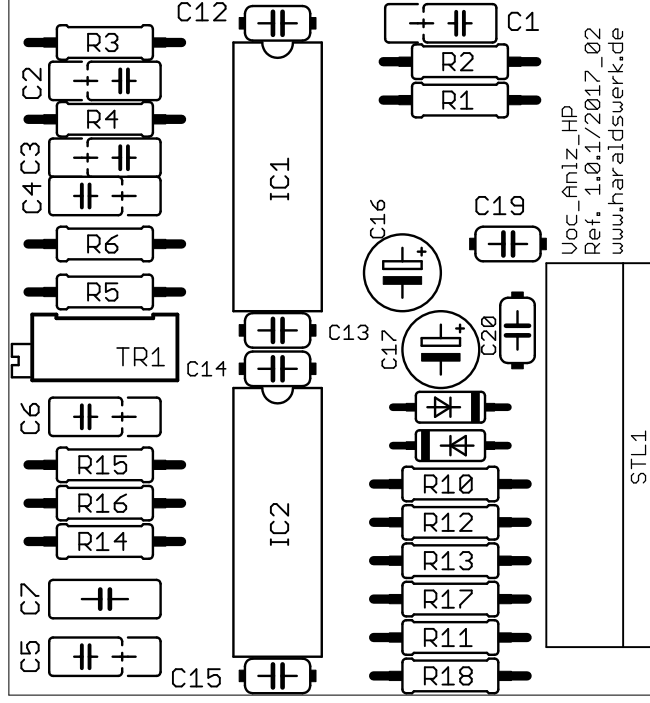 C12
C1
R3
R2
C2
R1
R4
C3
C4
IC1
Voc_Anlz_HP
Ref. 1.0.1/2017_02
www.haraldswerk.de
C16
C19
R6
R5
C13
C20
C17
TR1
C14
C6
STL1
R15
R10
R16
IC2
R12
R14
R13
C7
R17
R11
C5
C15
R18